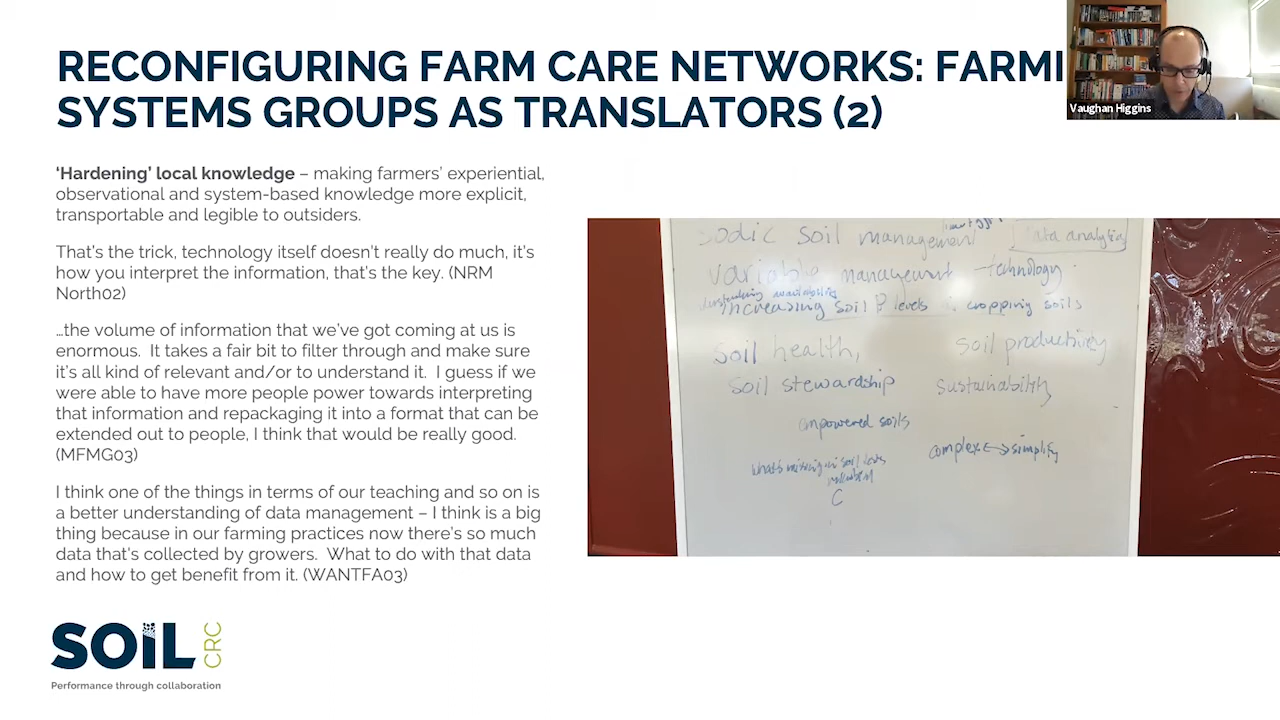 RECONFIGURING FARM CARE NETWORKS: FARMI
SYSTEMS GROUPS AS TRANSLATORS (2)
Vaughan Higgins
‘Hardening’ local knowledge – making farmers’ experiential,
observational and system-based knowledge more explicit,
transportable and legible to outsiders.
That’s the trick, technology itself doesn’t really do much, it’s
how you interpret the information, that’s the key. (NRM
North02)
…the volume of information that we’ve got coming at us is
enormous.  It takes a fair bit to filter through and make sure
it’s all kind of relevant and/or to understand it.  I guess if we
were able to have more people power towards interpreting
that information and repackaging it into a format that can be
extended out to people, I think that would be really good.
(MFMG03)
I think one of the things in terms of our teaching and so on is
a better understanding of data management – I think is a big
thing because in our farming practices now there’s so much
data that’s collected by growers.  What to do with that data
and how to get benefit from it. (WANTFA03)
sodic soil management
data analytics
variable management - technology
increasing soil P levels in cropping soils
soil health,
soil productivity
soil stewardship
sustainability
empowered soils
complex ↔ simplify
what's missing in soil tests
C
SOIL CRC
Performance through collaboration